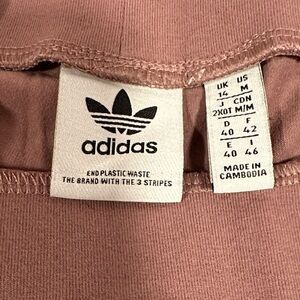 adidas
END PLASTIC WASTE
THE BRAND WITH THE 3 STRIPES
UK US
14 M
J CDN
2XOT M/M
D F
40 42
E I
40 46
MADE IN
CAMBODIA